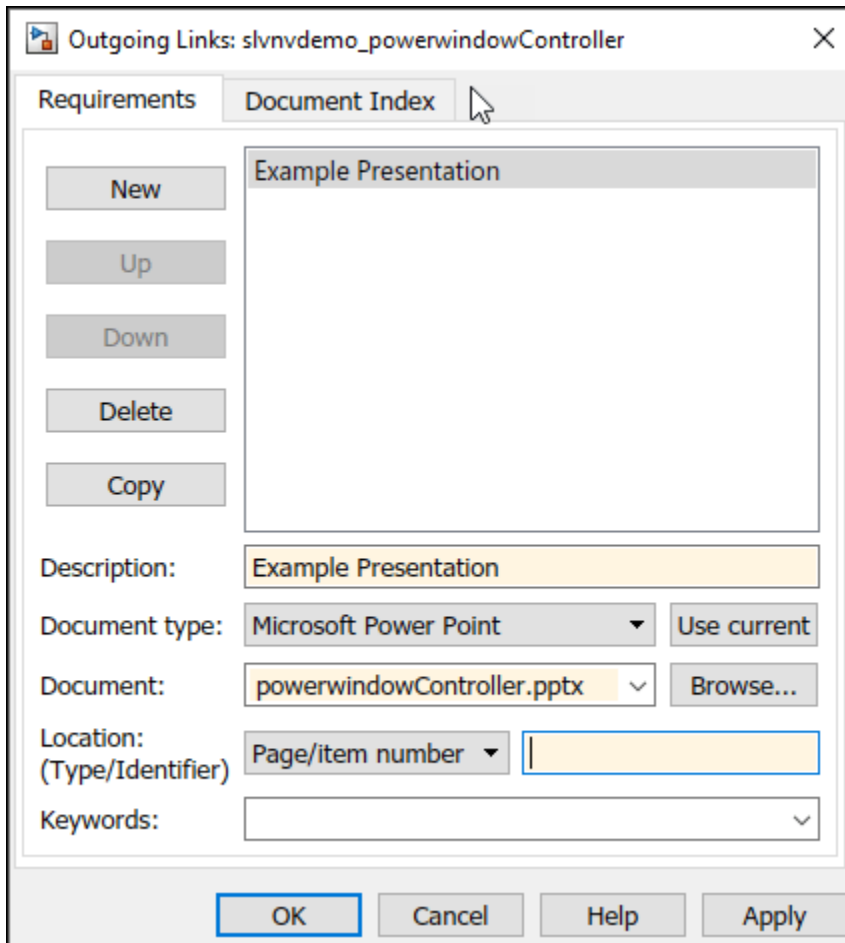 Outgoing Links: slvnvdemo_powerwindowController
Requirements
Document Index
New
Up
Down
Delete
Copy
Example Presentation
Description:
Example Presentation
Document type:
Microsoft Power Point
Use current
Document:
powerwindowController.pptx
Browse...
Location:
(Type/Identifier)
Page/item number
Keywords:
OK
Cancel
Help
Apply